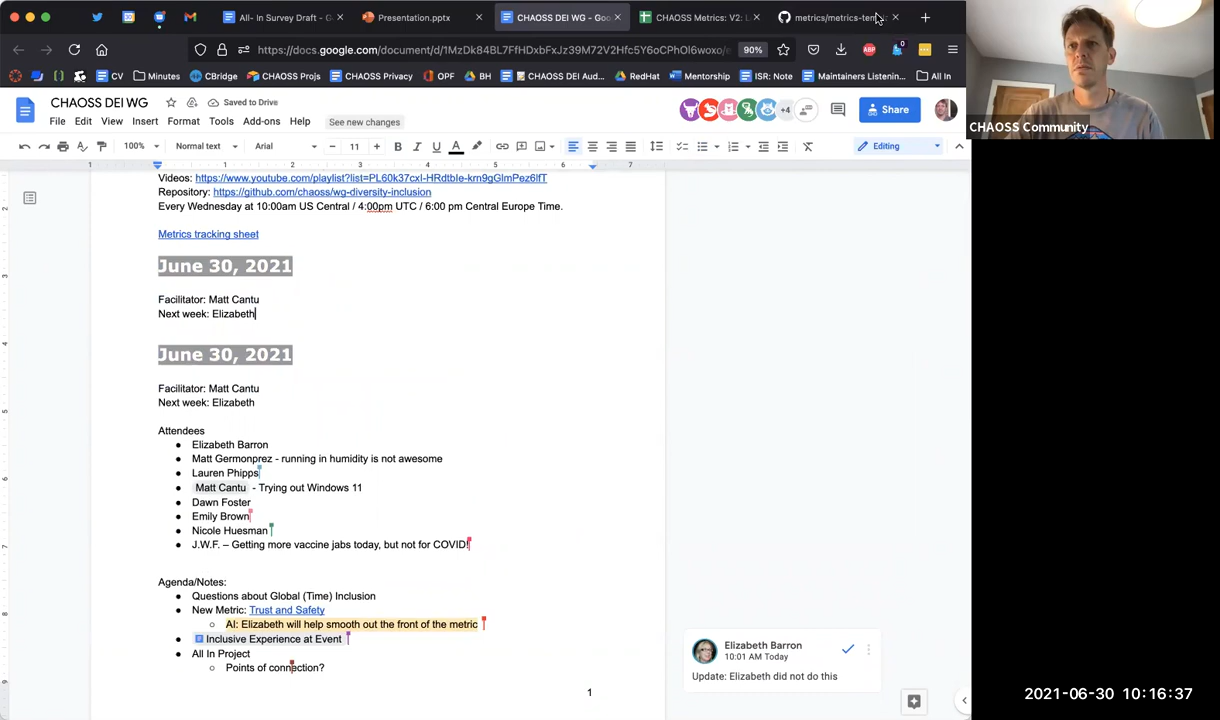 All- In Survey Draft - G
Presentation.pptx
CHAOSS DEI WG - Goo
CHAOSS Metrics: V2: L
metrics/metrics-tem
https://docs.google.com/document/d/1MzDk84BL7FfHDxbFxJz39M72V2Hfc5Y6oCPhOI6woxo/
90%
CV
Minutes
CBridge
CHAOSS Projs
CHAOSS Privacy
OPF
BH
CHAOSS DEI Aud...
RedHat
Mentorship
ISR: Note
Maintainers Listenin...
All In
CHAOSS DEI WG
Saved to Drive
File Edit View Insert Format Tools Add-ons Help See new changes
+4
Share
100% Normal text Arial 11 Editing
CHAOSS Community
Videos: https://www.youtube.com/playlist?list=PL60k37cxI-HRdtbIe-krn9gGlmPez6lfT
Repository: https://github.com/chaoss/wg-diversity-inclusion
Every Wednesday at 10:00am US Central / 4:00pm UTC / 6:00 pm Central Europe Time.
Metrics tracking sheet
June 30, 2021
Facilitator: Matt Cantu
Next week: Elizabeth
June 30, 2021
Facilitator: Matt Cantu
Next week: Elizabeth
Attendees
● Elizabeth Barron
● Matt Germonprez - running in humidity is not awesome
● Lauren Phipps
● Matt Cantu - Trying out Windows 11
● Dawn Foster
● Emily Brown
● Nicole Huesman
● J.W.F. – Getting more vaccine jabs today, but not for COVID!
Agenda/Notes:
● Questions about Global (Time) Inclusion
● New Metric: Trust and Safety
○ AI: Elizabeth will help smooth out the front of the metric
● Inclusive Experience at Event
● All In Project
○ Points of connection?
1
Elizabeth Barron
10:01 AM Today
Update: Elizabeth did not do this
2021-06-30 10:16:37